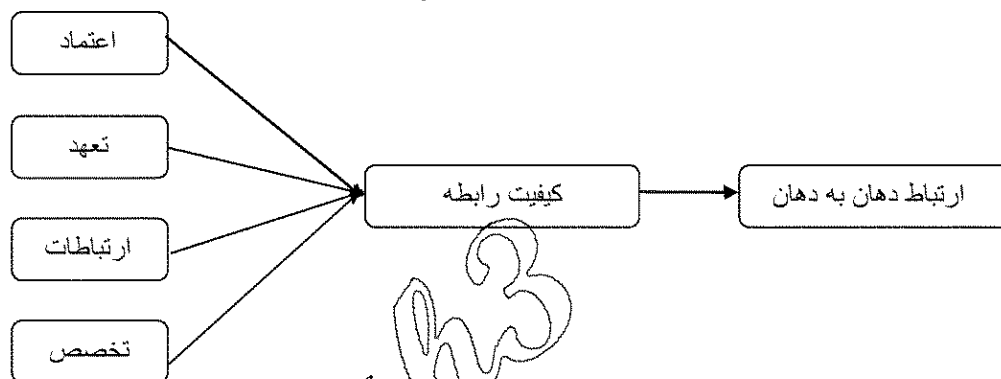 اعتماد
تعهد
ارتباطات
تخصص
کیفیت رابطه
ارتباط دهان به دهان